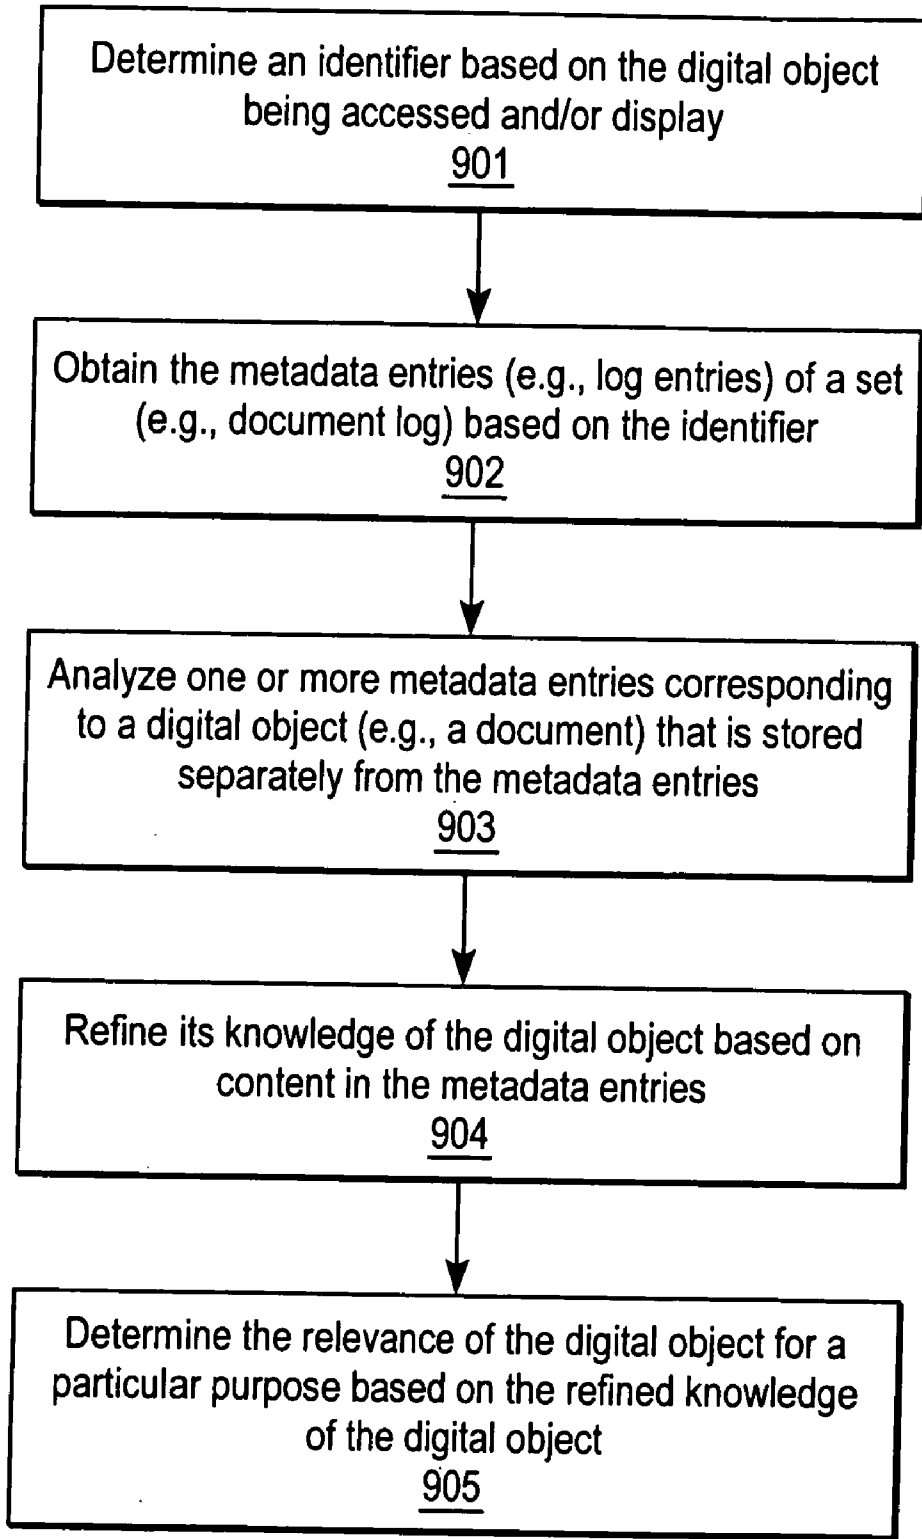 Determine an identifier based on the digital object
being accessed and/or display
901
Obtain the metadata entries (e.g., log entries) of a set
(e.g., document log) based on the identifier
902
Analyze one or more metadata entries corresponding
to a digital object (e.g., a document) that is stored
separately from the metadata entries
903
Refine its knowledge of the digital object based on
content in the metadata entries
904
Determine the relevance of the digital object for a
particular purpose based on the refined knowledge
of the digital object
905